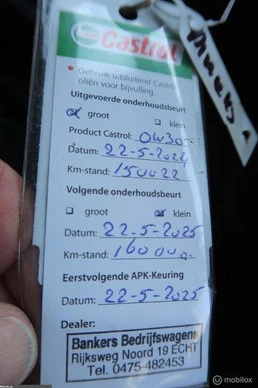 Castrol
Gebruik uitsluitend Castrol
oliën voor bijvulling
Uitgevoerde onderhoudsbeurt
groot klein
Product Castrol: 0W30
Datum: 22-5-2024
Km-stand: 150022
Volgende onderhoudsbeurt
groot klein
Datum: 22-5-2025
Km-stand: 160000
Eerstvolgende APK-Keuring
Datum: 22-5-2025
Dealer:
Bankers Bedrijfswagens
Rijksweg Noord 19 ECHT
Tel. 0475-482453
mobilox